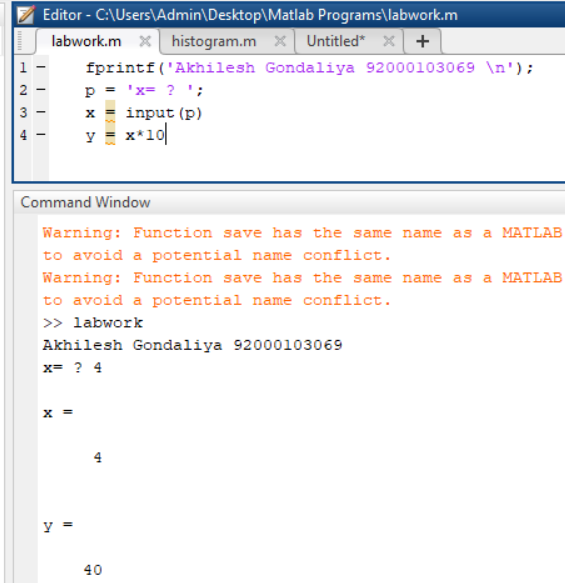 Editor - C:\Users\Admin\Desktop\Matlab Programs\labwork.m
labwork.m histogram.m Untitled* +
1 - fprintf('Akhilesh Gondaliya 92000103069 \n');
2 - p = 'x= ? ';
3 - x = input(p)
4 - y = x*10
Command Window
Warning: Function save has the same name as a MATLAB
to avoid a potential name conflict.
Warning: Function save has the same name as a MATLAB
to avoid a potential name conflict.
>> labwork
Akhilesh Gondaliya 92000103069
x= ? 4
x =
4
y =
40